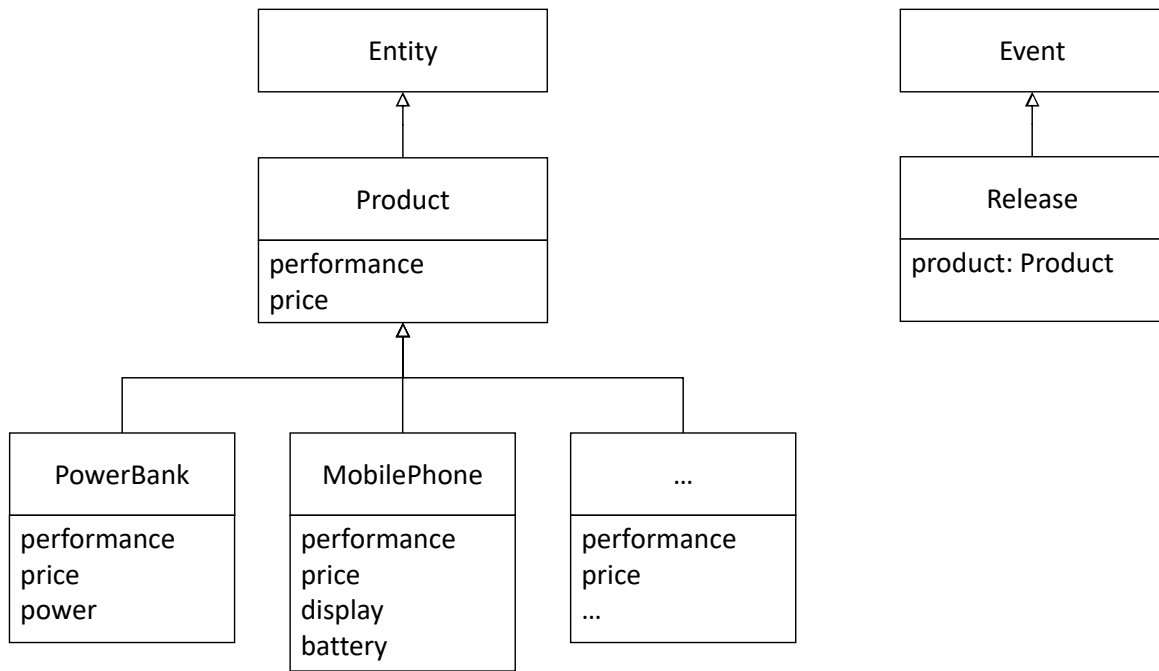 Entity
Event
Product
performance
price
Release
product: Product
PowerBank
performance
price
power
MobilePhone
performance
price
display
battery
...
performance
price
...